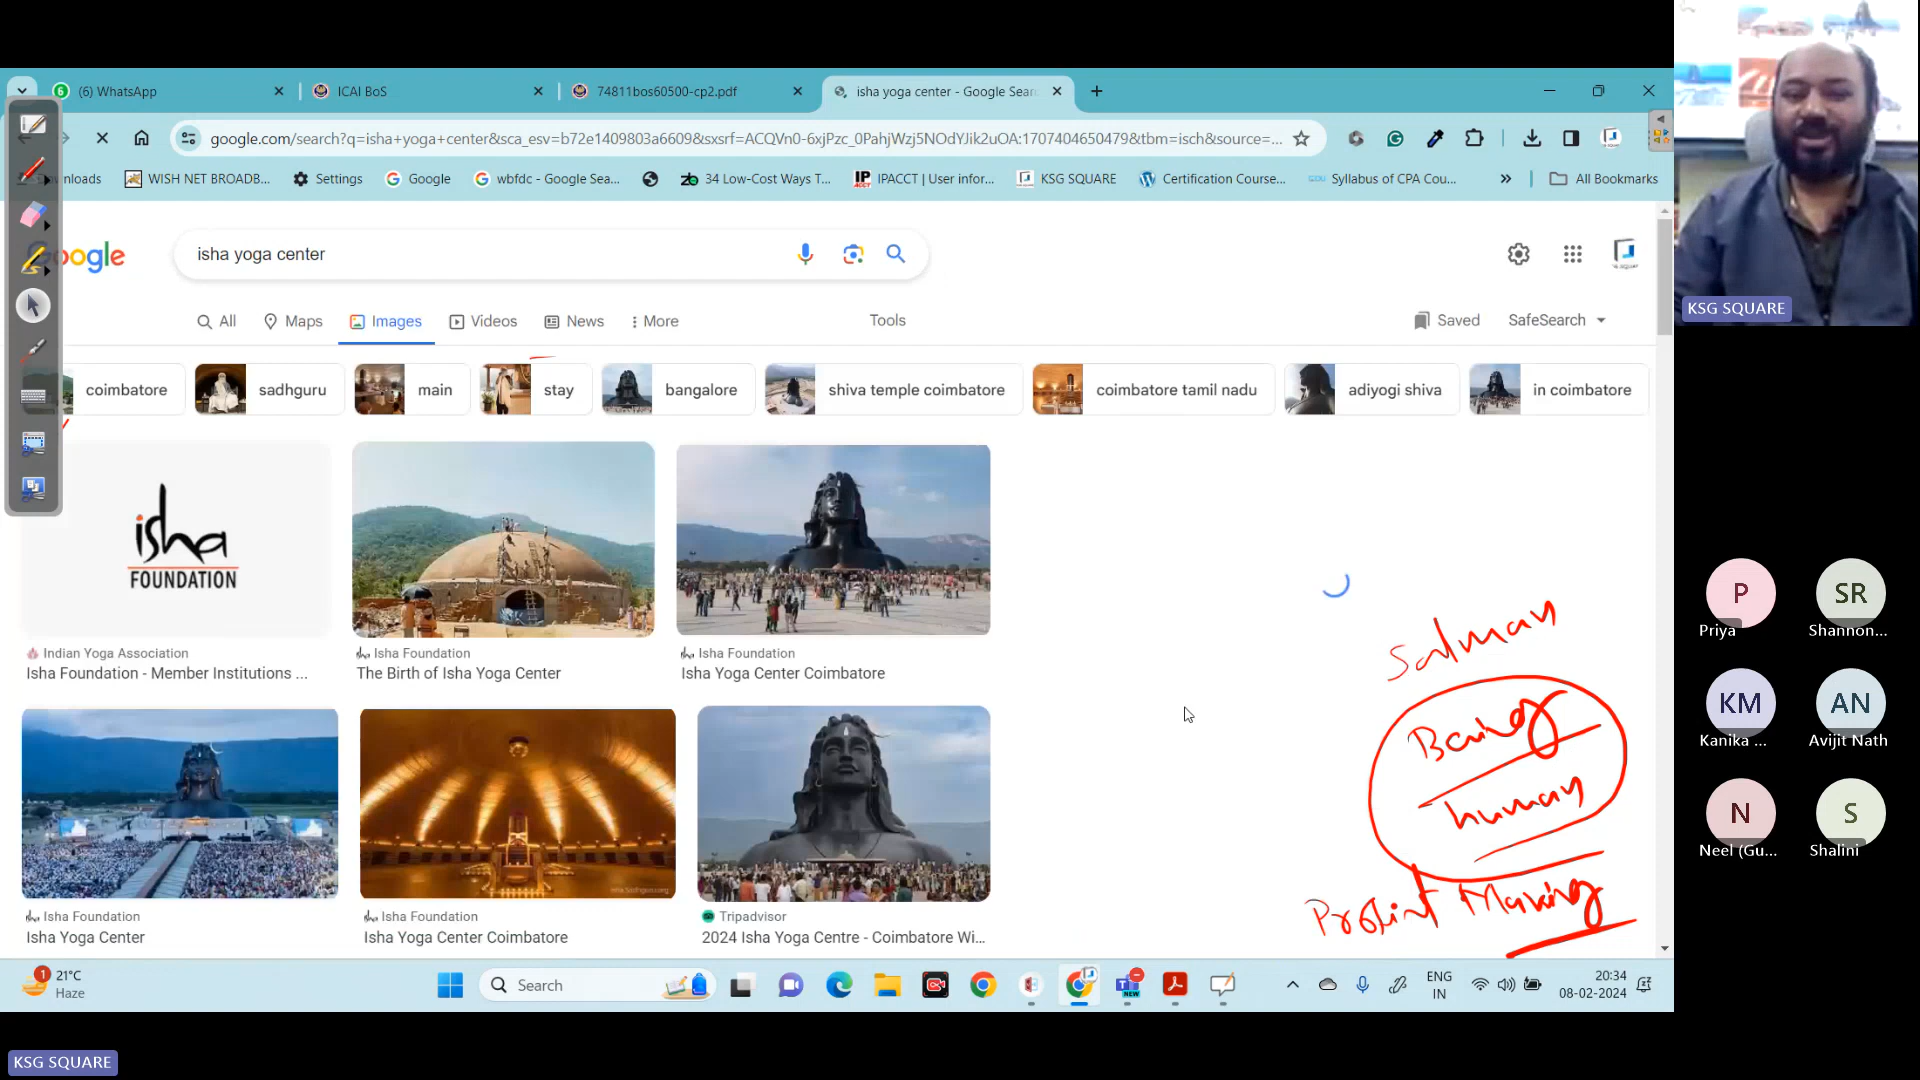 (6) WhatsApp
ICAI BoS
74811bos60500-cp2.pdf
isha yoga center - Google Sear
google.com/search?q=isha+yoga+center&sca_esv=b72e1409803a6609&sxsrf=ACQVn0-6xjPzc_0PahjWzj5NOdYJik2uOA:1707404650479&tbm=isch&source=...
WISH NET BROADB...
Settings
Google
wbfdc - Google Sea...
34 Low-Cost Ways T...
IPACCT | User infor...
KSG SQUARE
Certification Course...
Syllabus of CPA Cou...
All Bookmarks
Google
isha yoga center
All
Maps
Images
Videos
News
More
Tools
Saved
SafeSearch
coimbatore
sadhguru
main
stay
bangalore
shiva temple coimbatore
coimbatore tamil nadu
adiyogi shiva
in coimbatore
isha
FOUNDATION
Indian Yoga Association
Isha Foundation - Member Institutions ...
Isha Foundation
The Birth of Isha Yoga Center
Isha Foundation
Isha Yoga Center Coimbatore
Isha Foundation
Isha Yoga Center
Isha Foundation
Isha Yoga Center Coimbatore
Tripadvisor
2024 Isha Yoga Centre - Coimbatore Wi...
Salman
Being
human
Profit Making
1
21°C
Haze
Search
NEW
ENG
IN
20:34
08-02-2024
KSG SQUARE
P
Priya
SR
Shannon...
KM
Kanika ...
AN
Avijit Nath
N
Neel (Gu...
S
Shalini
KSG SQUARE